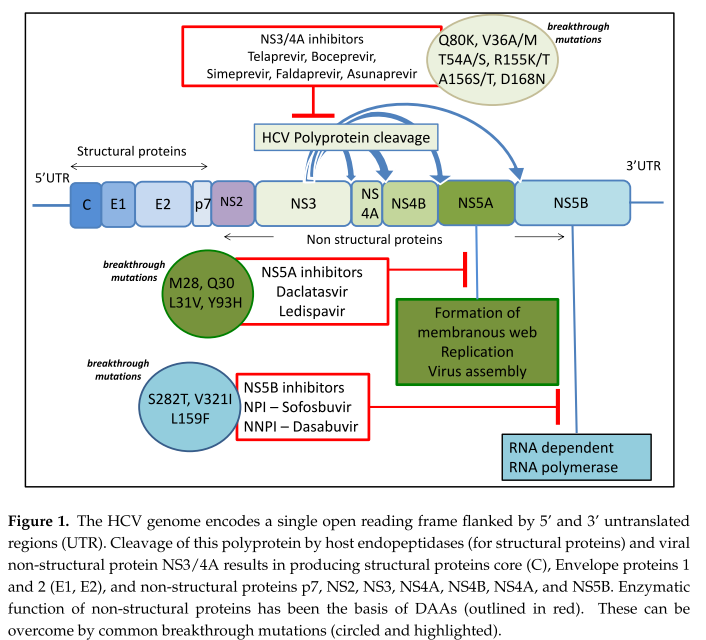 NS3/4A inhibitors
Telaprevir, Boceprevir,
Simeprevir, Faldaprevir, Asunaprevir
breakthrough
mutations
Q80K, V36A/M
T54A/S, R155K/T
A156S/T, D168N
HCV Polyprotein cleavage
Structural proteins
5’UTR
3’UTR
C
E1
E2
p7
NS2
NS3
NS
4A
NS4B
NS5A
NS5B
Non structural proteins
breakthrough
mutations
M28, Q30
L31V, Y93H
NS5A inhibitors
Daclatasvir
Ledispavir
Formation of
membranous web
Replication
Virus assembly
breakthrough
mutations
S282T, V321I
L159F
NS5B inhibitors
NPI – Sofosbuvir
NNPI – Dasabuvir
RNA dependent
RNA polymerase
Figure 1. The HCV genome encodes a single open reading frame flanked by 5’ and 3’ untranslated
regions (UTR). Cleavage of this polyprotein by host endopeptidases (for structural proteins) and viral
non-structural protein NS3/4A results in producing structural proteins core (C), Envelope proteins 1
and 2 (E1, E2), and non-structural proteins p7, NS2, NS3, NS4A, NS4B, NS4A, and NS5B. Enzymatic
function of non-structural proteins has been the basis of DAAs (outlined in red). These can be
overcome by common breakthrough mutations (circled and highlighted).